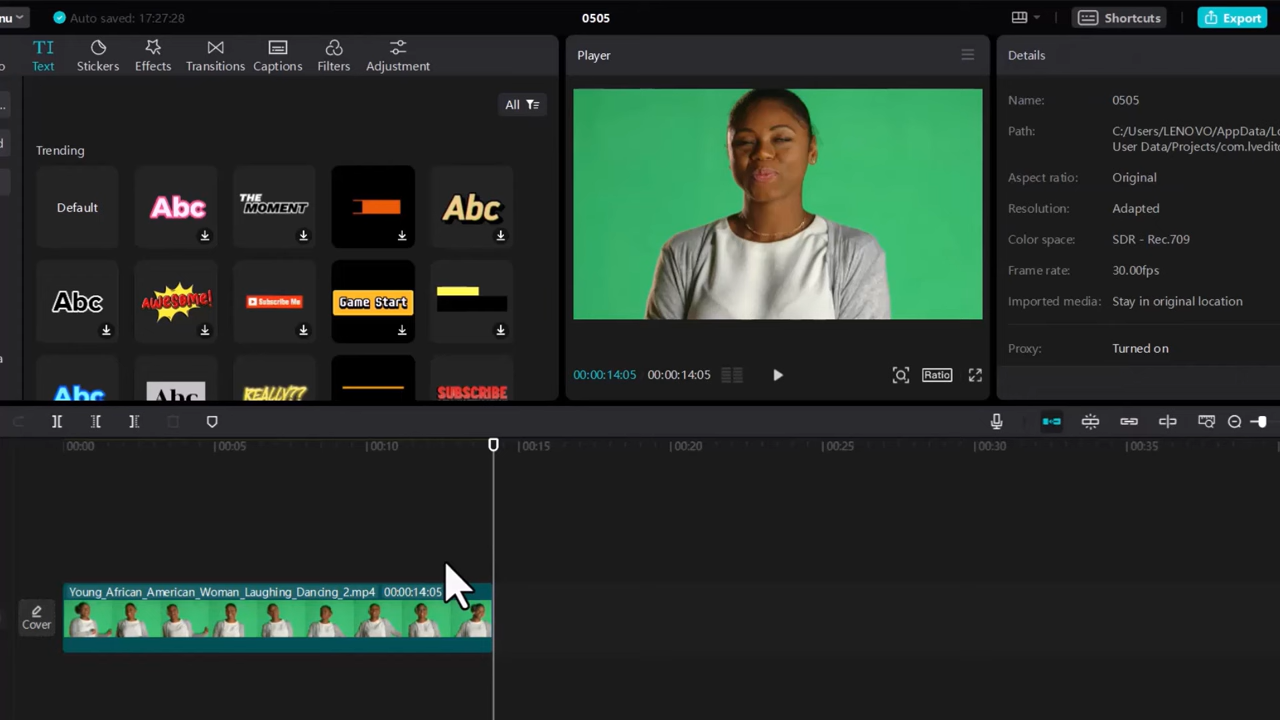 nu
Auto saved: 17:27:28
0505
Shortcuts
Export
TI
Text
Stickers
Effects
Transitions
Captions
Filters
Adjustment
Player
Details
All
Trending
Default
Abc
THE MOMENT
Abc
Abc
AWESOME!
Subscribe Me
Game Start
Abc
Abc
REALLY??
SUBSCRIBE
Name: 0505
Path: C:/Users/LENOVO/AppData/Lo
User Data/Projects/com.lvedito
Aspect ratio: Original
Resolution: Adapted
Color space: SDR - Rec.709
Frame rate: 30.00fps
Imported media: Stay in original location
Proxy: Turned on
00:00:14:05 00:00:14:05
Ratio
00:00 00:05 00:10 00:15 00:20 00:25 00:30 00:35
Young_African_American_Woman_Laughing_Dancing_2.mp4 00:00:14:05
Cover